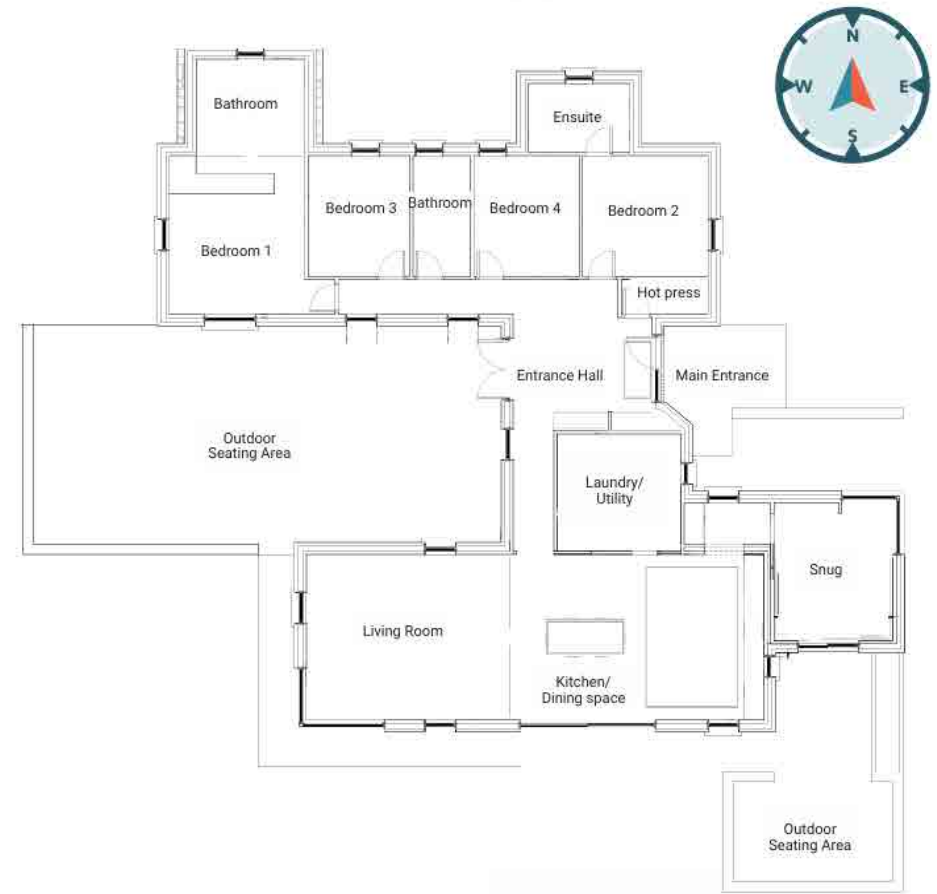 N
W
E
S
Bathroom
Ensuite
Bedroom 3
Bathroom
Bedroom 4
Bedroom 2
Bedroom 1
Hot press
Entrance Hall
Main Entrance
Outdoor
Seating Area
Laundry/
Utility
Snug
Living Room
Kitchen/
Dining space
Outdoor
Seating Area